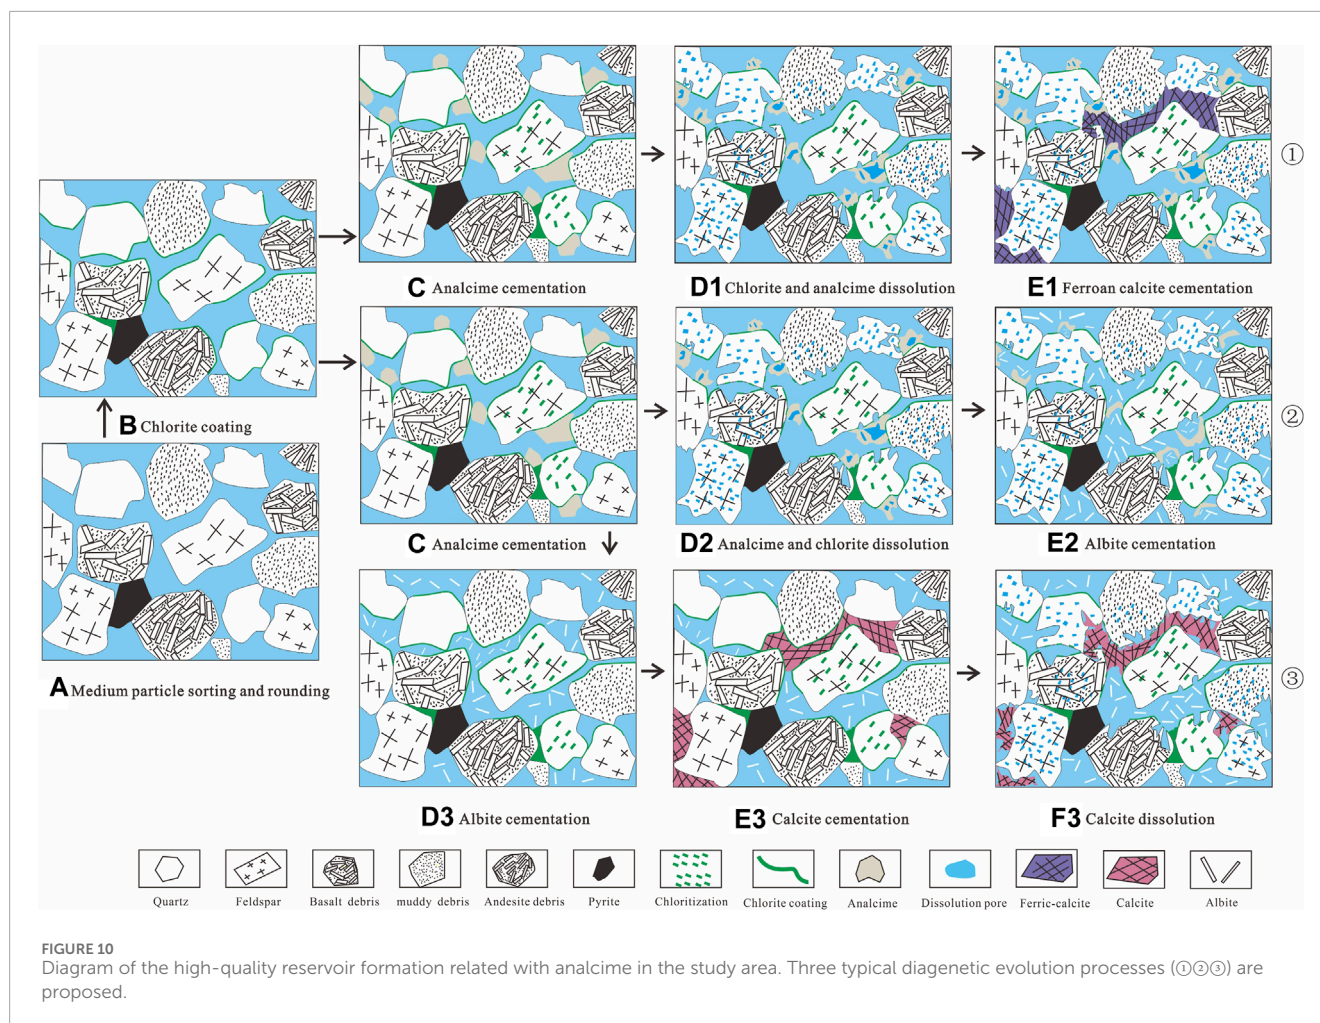 ①
C Analcime cementation
D1 Chlorite and analcime dissolution
E1 Ferroan calcite cementation
B Chlorite coating
②
C Analcime cementation
D2 Analcime and chlorite dissolution
E2 Albite cementation
A Medium particle sorting and rounding
③
D3 Albite cementation
E3 Calcite cementation
F3 Calcite dissolution
Quartz
Feldspar
Basalt debris
muddy debris
Andesite debris
Pyrite
Chloritization
Chlorite coating
Analcime
Dissolution pore
Ferric-calcite
Calcite
Albite
FIGURE 10
Diagram of the high-quality reservoir formation related with analcime in the study area. Three typical diagenetic evolution processes (①②③) are
proposed.